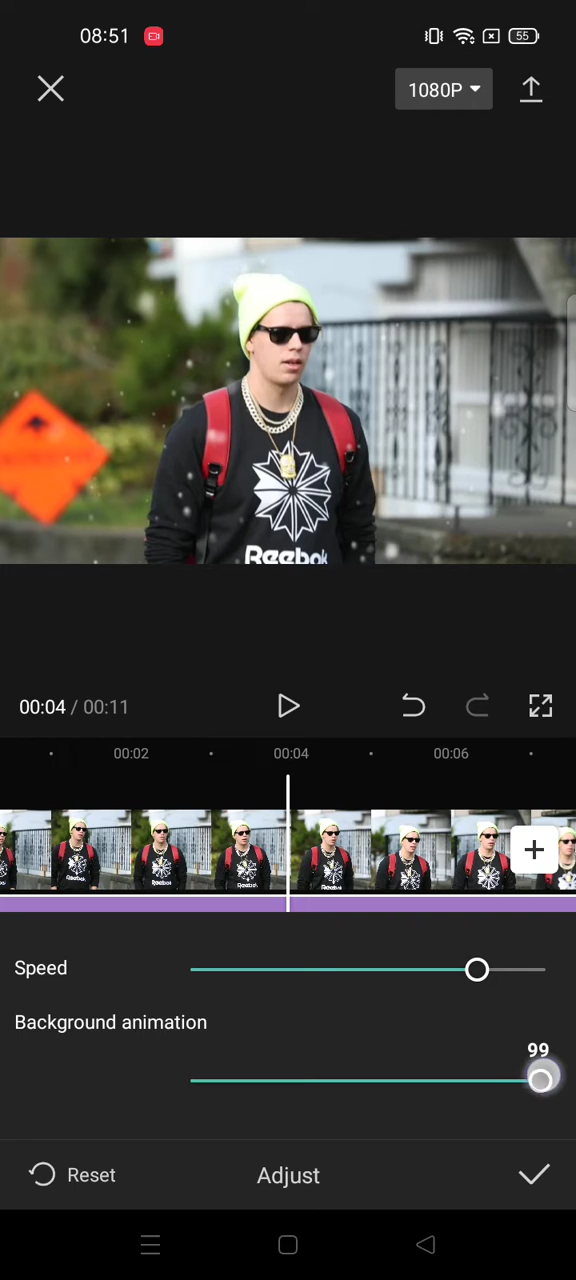 08:51
55
1080P
Reebok
00:04 / 00:11
00:02
00:04
00:06
Speed
Background animation
99
Reset
Adjust